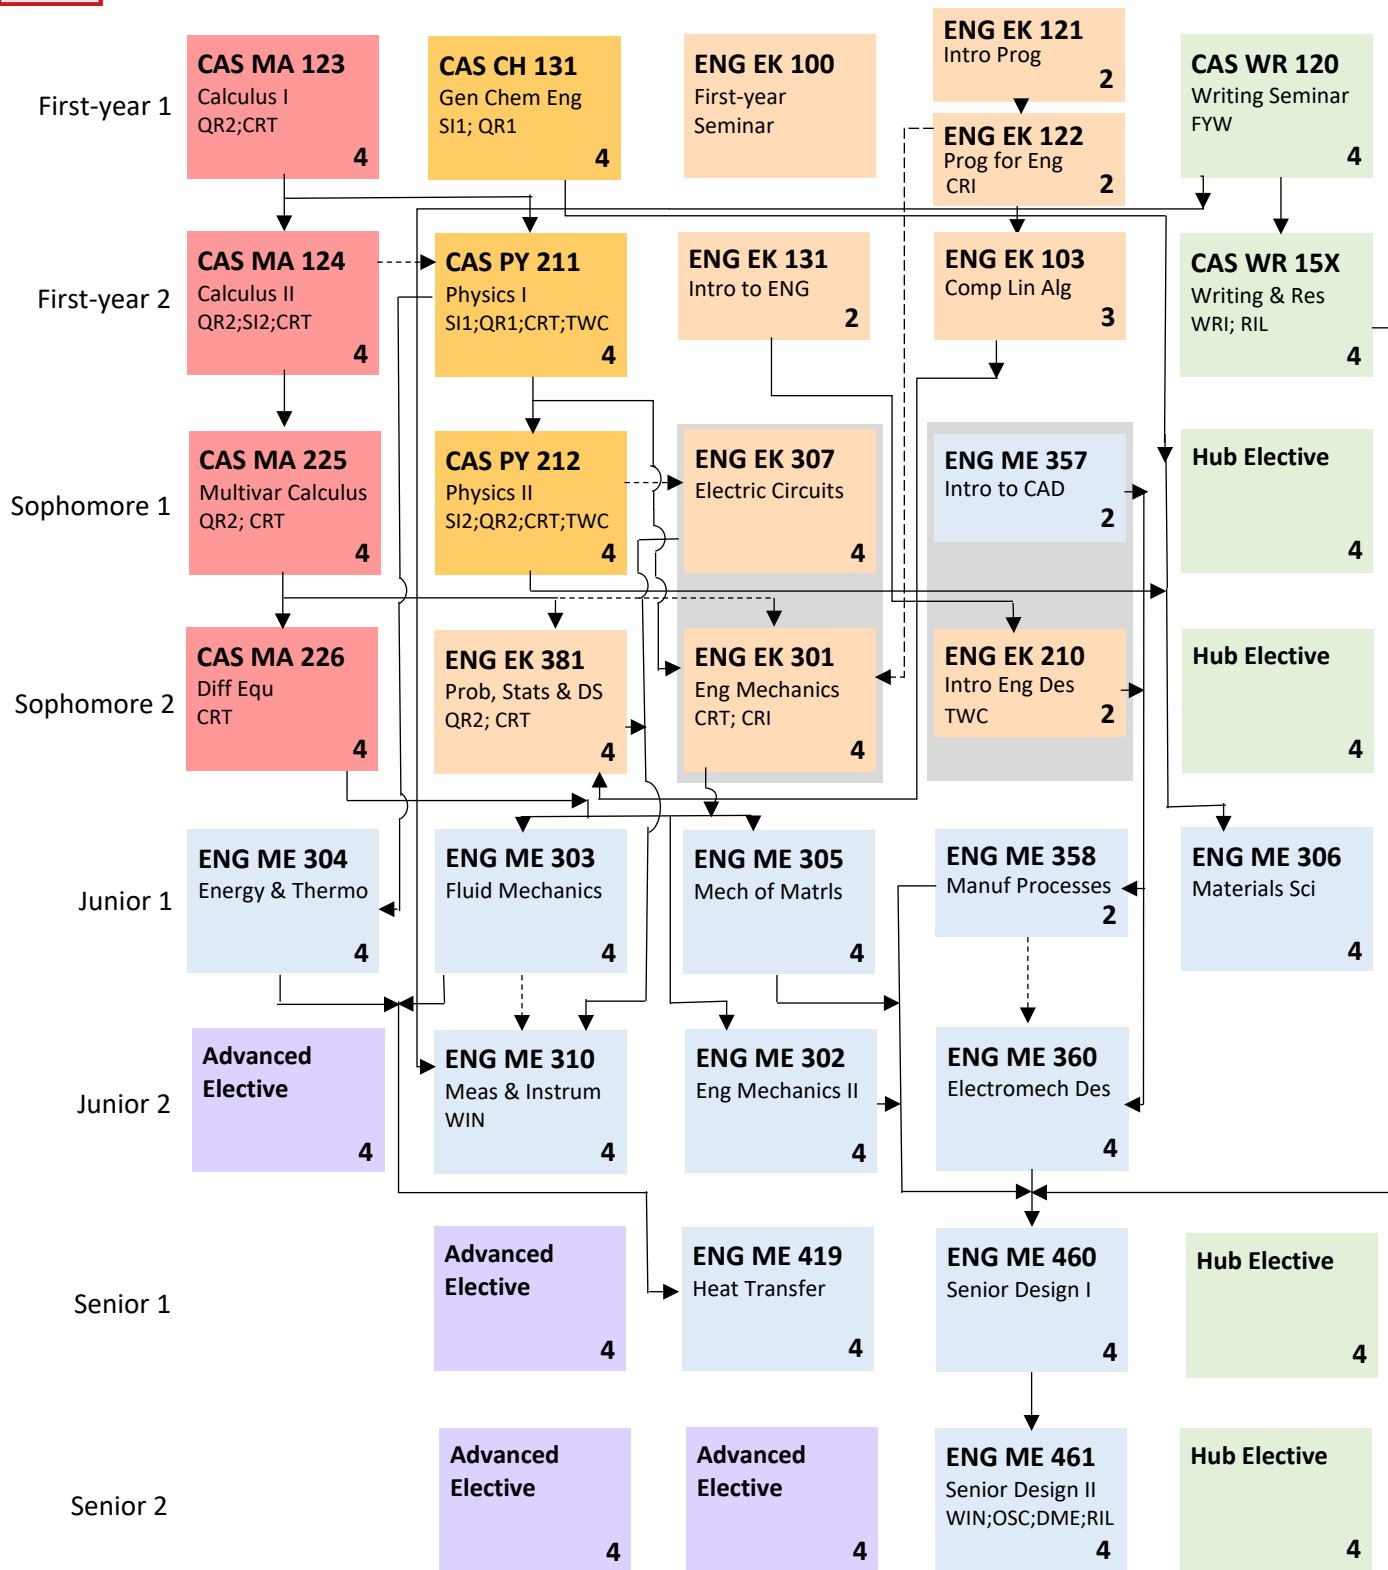 First-year 1
CAS MA 123
Calculus I
QR2;CRT
4
CAS CH 131
Gen Chem Eng
SI1; QR1
4
ENG EK 100
First-year
Seminar
ENG EK 121
Intro Prog
2
ENG EK 122
Prog for Eng
CRI
2
CAS WR 120
Writing Seminar
FYW
4
First-year 2
CAS MA 124
Calculus II
QR2;SI2;CRT
4
CAS PY 211
Physics I
SI1;QR1;CRT;TWC
4
ENG EK 131
Intro to ENG
2
ENG EK 103
Comp Lin Alg
3
CAS WR 15X
Writing & Res
WRI; RIL
4
Sophomore 1
CAS MA 225
Multivar Calculus
QR2; CRT
4
CAS PY 212
Physics II
SI2;QR2;CRT;TWC
4
ENG EK 307
Electric Circuits
4
ENG ME 357
Intro to CAD
2
Hub Elective
4
Sophomore 2
CAS MA 226
Diff Equ
CRT
4
ENG EK 381
Prob, Stats & DS
QR2; CRT
4
ENG EK 301
Eng Mechanics
CRT; CRI
4
ENG EK 210
Intro Eng Des
TWC
2
Hub Elective
4
Junior 1
ENG ME 304
Energy & Thermo
4
ENG ME 303
Fluid Mechanics
4
ENG ME 305
Mech of Matrls
4
ENG ME 358
Manuf Processes
2
ENG ME 306
Materials Sci
4
Junior 2
Advanced
Elective
4
ENG ME 310
Meas & Instrum
WIN
4
ENG ME 302
Eng Mechanics II
4
ENG ME 360
Electromech Des
4
Senior 1
Advanced
Elective
4
ENG ME 419
Heat Transfer
4
ENG ME 460
Senior Design I
4
Hub Elective
4
Senior 2
Advanced
Elective
4
Advanced
Elective
4
ENG ME 461
Senior Design II
WIN;OSC;DME;RIL
4
Hub Elective
4